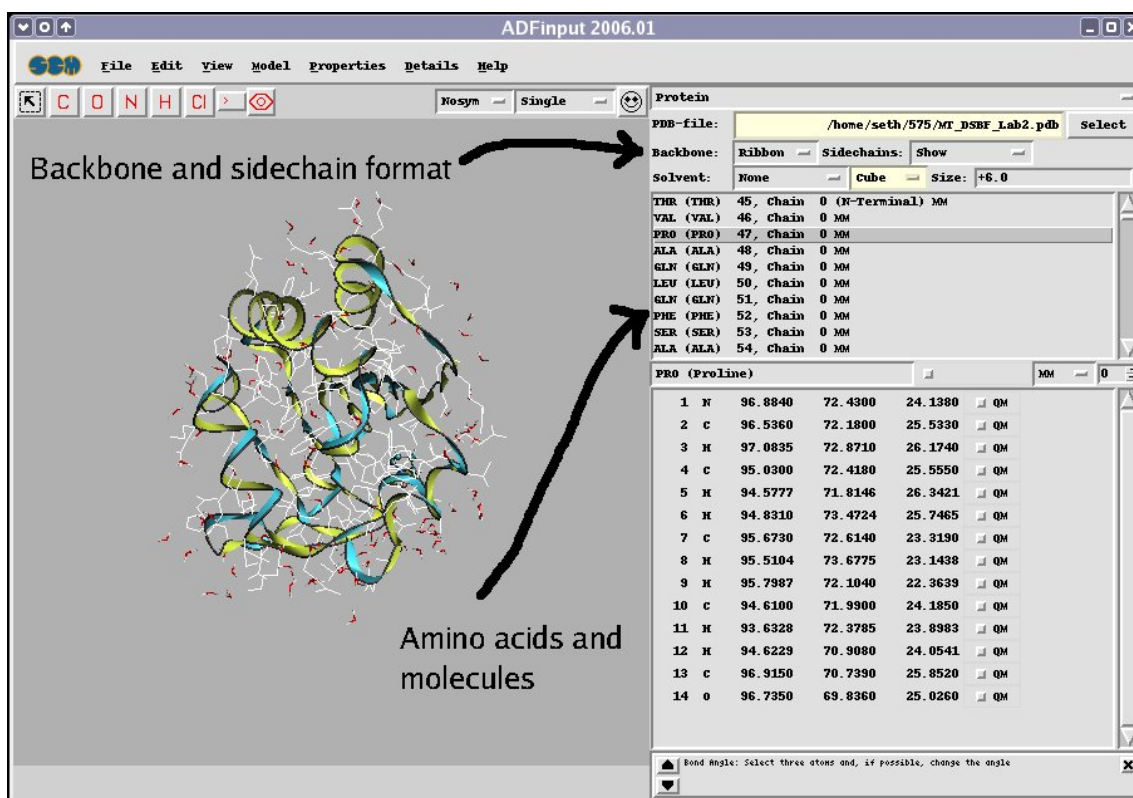 ADFinput 2006.01
SCM File Edit View Model Properties Details Help
C O N H Cl Nosym Single
Protein
PDB-file: /home/seth/575/MT_DSBF_Lab2.pdb Select
Backbone: Ribbon Sidechains: Show
Solvent: None Cube Size: +6.0
Backbone and sidechain format
THR (THR) 45, Chain 0 (N-Terminal) MM
VAL (VAL) 46, Chain 0 MM
PRO (PRO) 47, Chain 0 MM
ALA (ALA) 48, Chain 0 MM
GLN (GLN) 49, Chain 0 MM
LEU (LEU) 50, Chain 0 MM
GLN (GLN) 51, Chain 0 MM
PHE (PHE) 52, Chain 0 MM
SER (SER) 53, Chain 0 MM
ALA (ALA) 54, Chain 0 MM
PRO (Proline) MM 0
1 N 96.8840 72.4300 24.1380 QM
2 C 96.5360 72.1800 25.5330 QM
3 H 97.0835 72.8710 26.1740 QM
4 C 95.0300 72.4180 25.5550 QM
5 H 94.5777 71.8146 26.3421 QM
6 H 94.8310 73.4724 25.7465 QM
7 C 95.6730 72.6140 23.3190 QM
8 H 95.5104 73.6775 23.1438 QM
9 H 95.7987 72.1040 22.3639 QM
10 C 94.6100 71.9900 24.1850 QM
11 H 93.6328 72.3785 23.8983 QM
12 H 94.6229 70.9080 24.0541 QM
13 C 96.9150 70.7390 25.8520 QM
14 O 96.7350 69.8360 25.0260 QM
Amino acids and
molecules
Bond Angle: Select three atoms and, if possible, change the angle